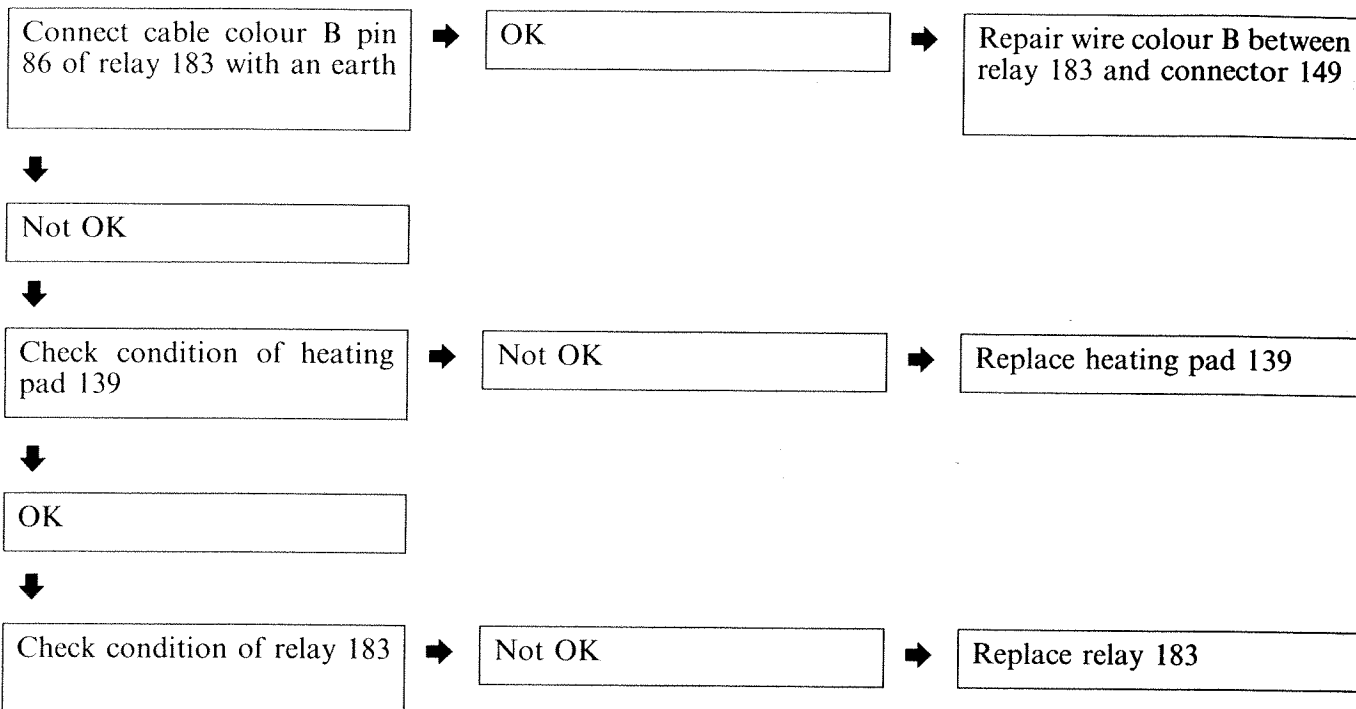 Connect cable colour B pin
86 of relay 183 with an earth
OK
Repair wire colour B between
relay 183 and connector 149
Not OK
Check condition of heating
pad 139
Not OK
Replace heating pad 139
OK
Check condition of relay 183
Not OK
Replace relay 183